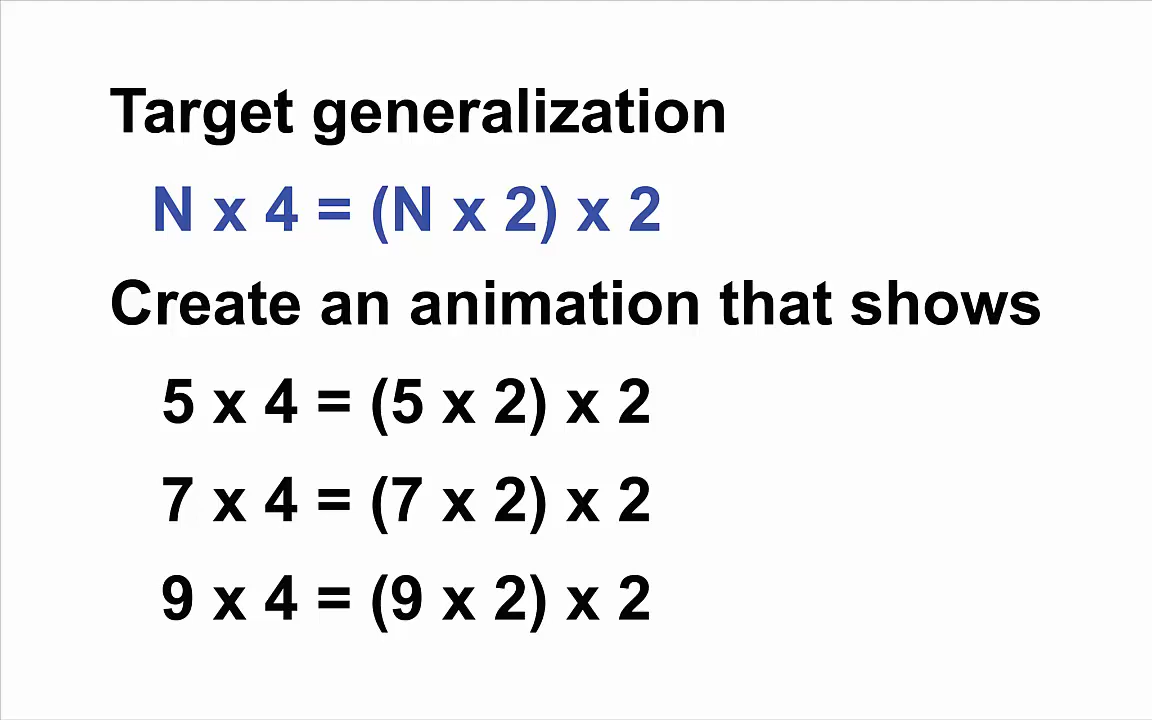 Target generalization
N x 4 = (N x 2) x 2
Create an animation that shows
5 x 4 = (5 x 2) x 2
7 x 4 = (7 x 2) x 2
9 x 4 = (9 x 2) x 2